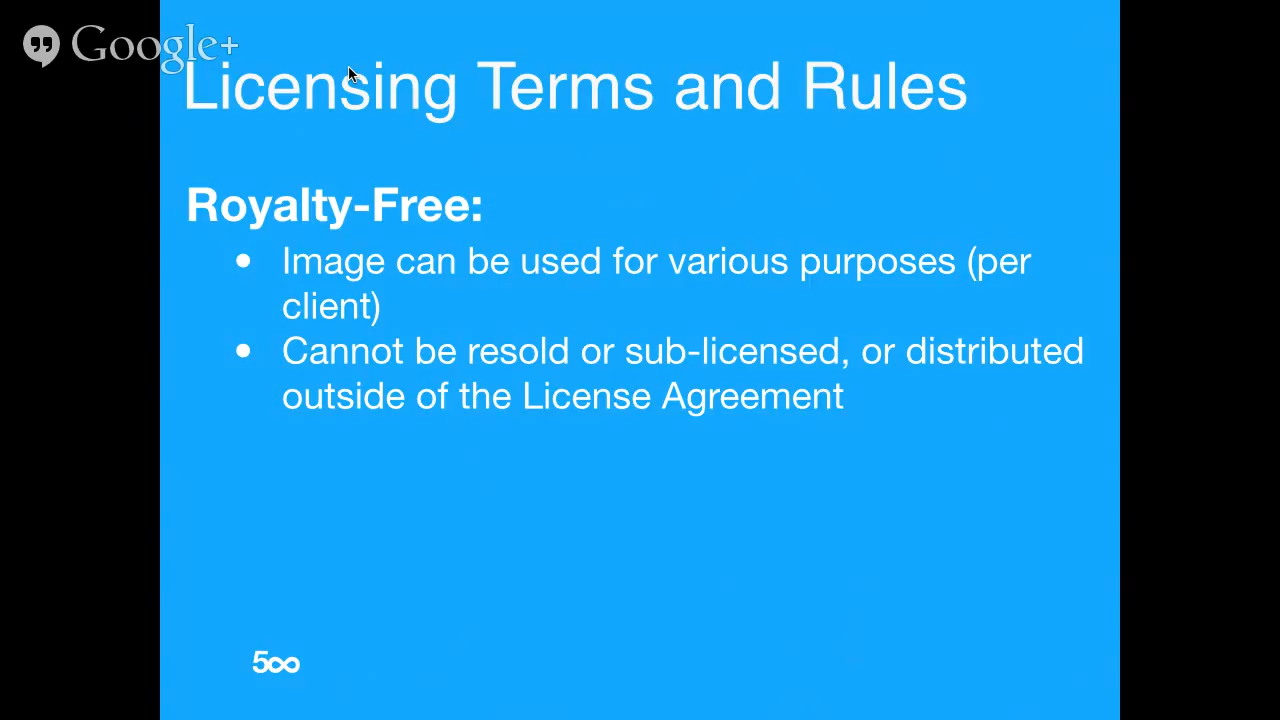 Google+
Licensing Terms and Rules
Royalty-Free:
• Image can be used for various purposes (per
client)
• Cannot be resold or sub-licensed, or distributed
outside of the License Agreement
5∞